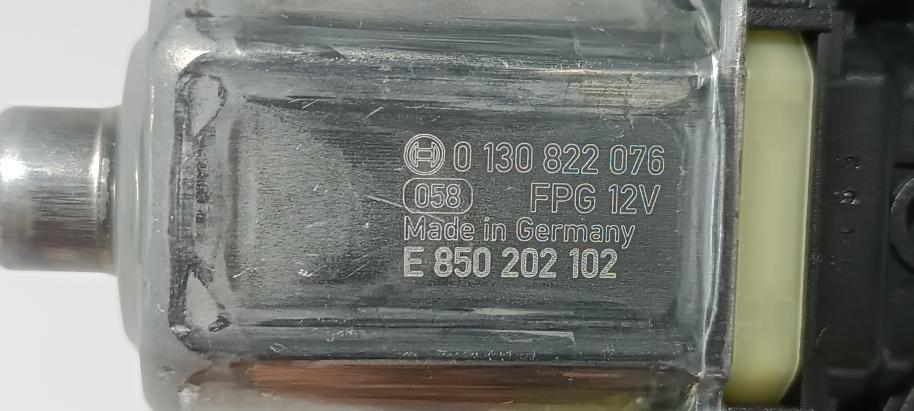 0 130 822 076
058 FPG 12V
Made in Germany
E 850 202 102